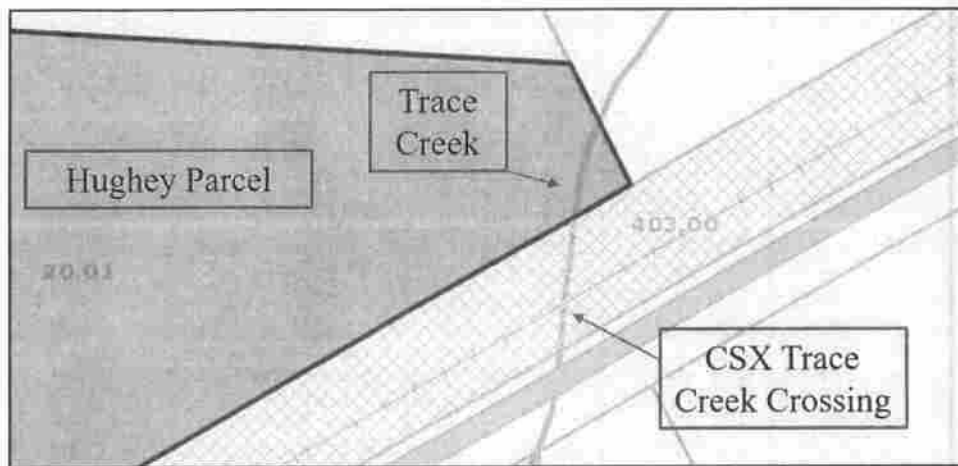 Trace
Creek
Hughey Parcel
403.00
20.01
CSX Trace
Creek Crossing